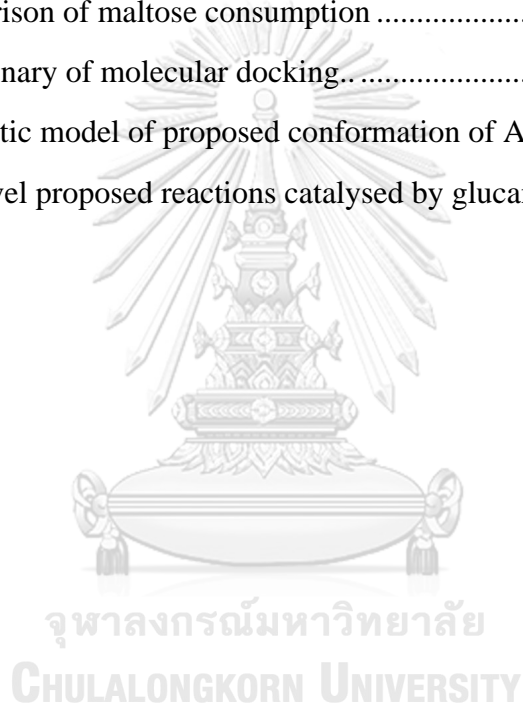 rison of maltose consumption ......................
nary of molecular docking.......................
tic model of proposed conformation of A
vel proposed reactions catalysed by gluca
จุฬาลงกรณ์มหาวิทยาลัย
CHULALONGKORN UNIVERSITY